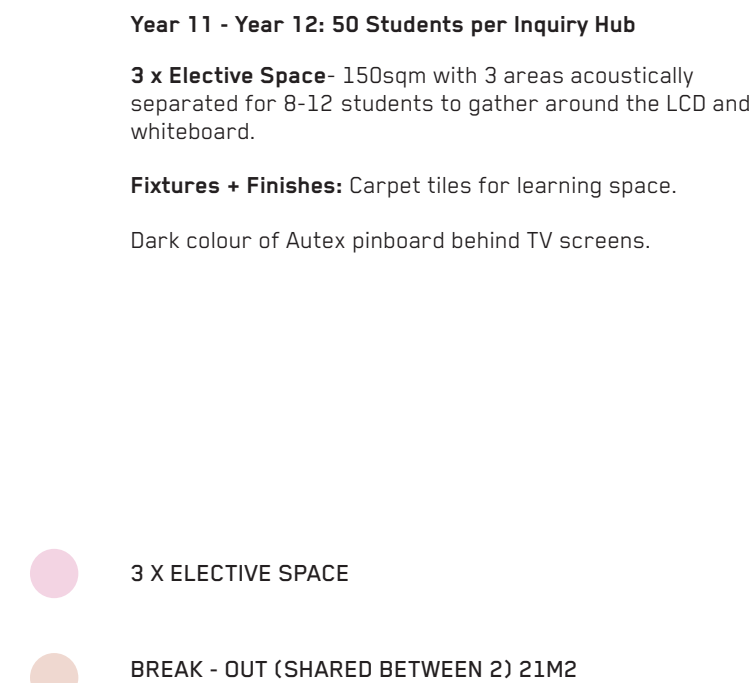 Year 11 - Year 12: 50 Students per Inquiry Hub
3 x Elective Space- 150sqm with 3 areas acoustically
separated for 8-12 students to gather around the LCD and
whiteboard.
Fixtures + Finishes: Carpet tiles for learning space.
Dark colour of Autex pinboard behind TV screens.
3 X ELECTIVE SPACE
BREAK - OUT (SHARED BETWEEN 2) 21M2